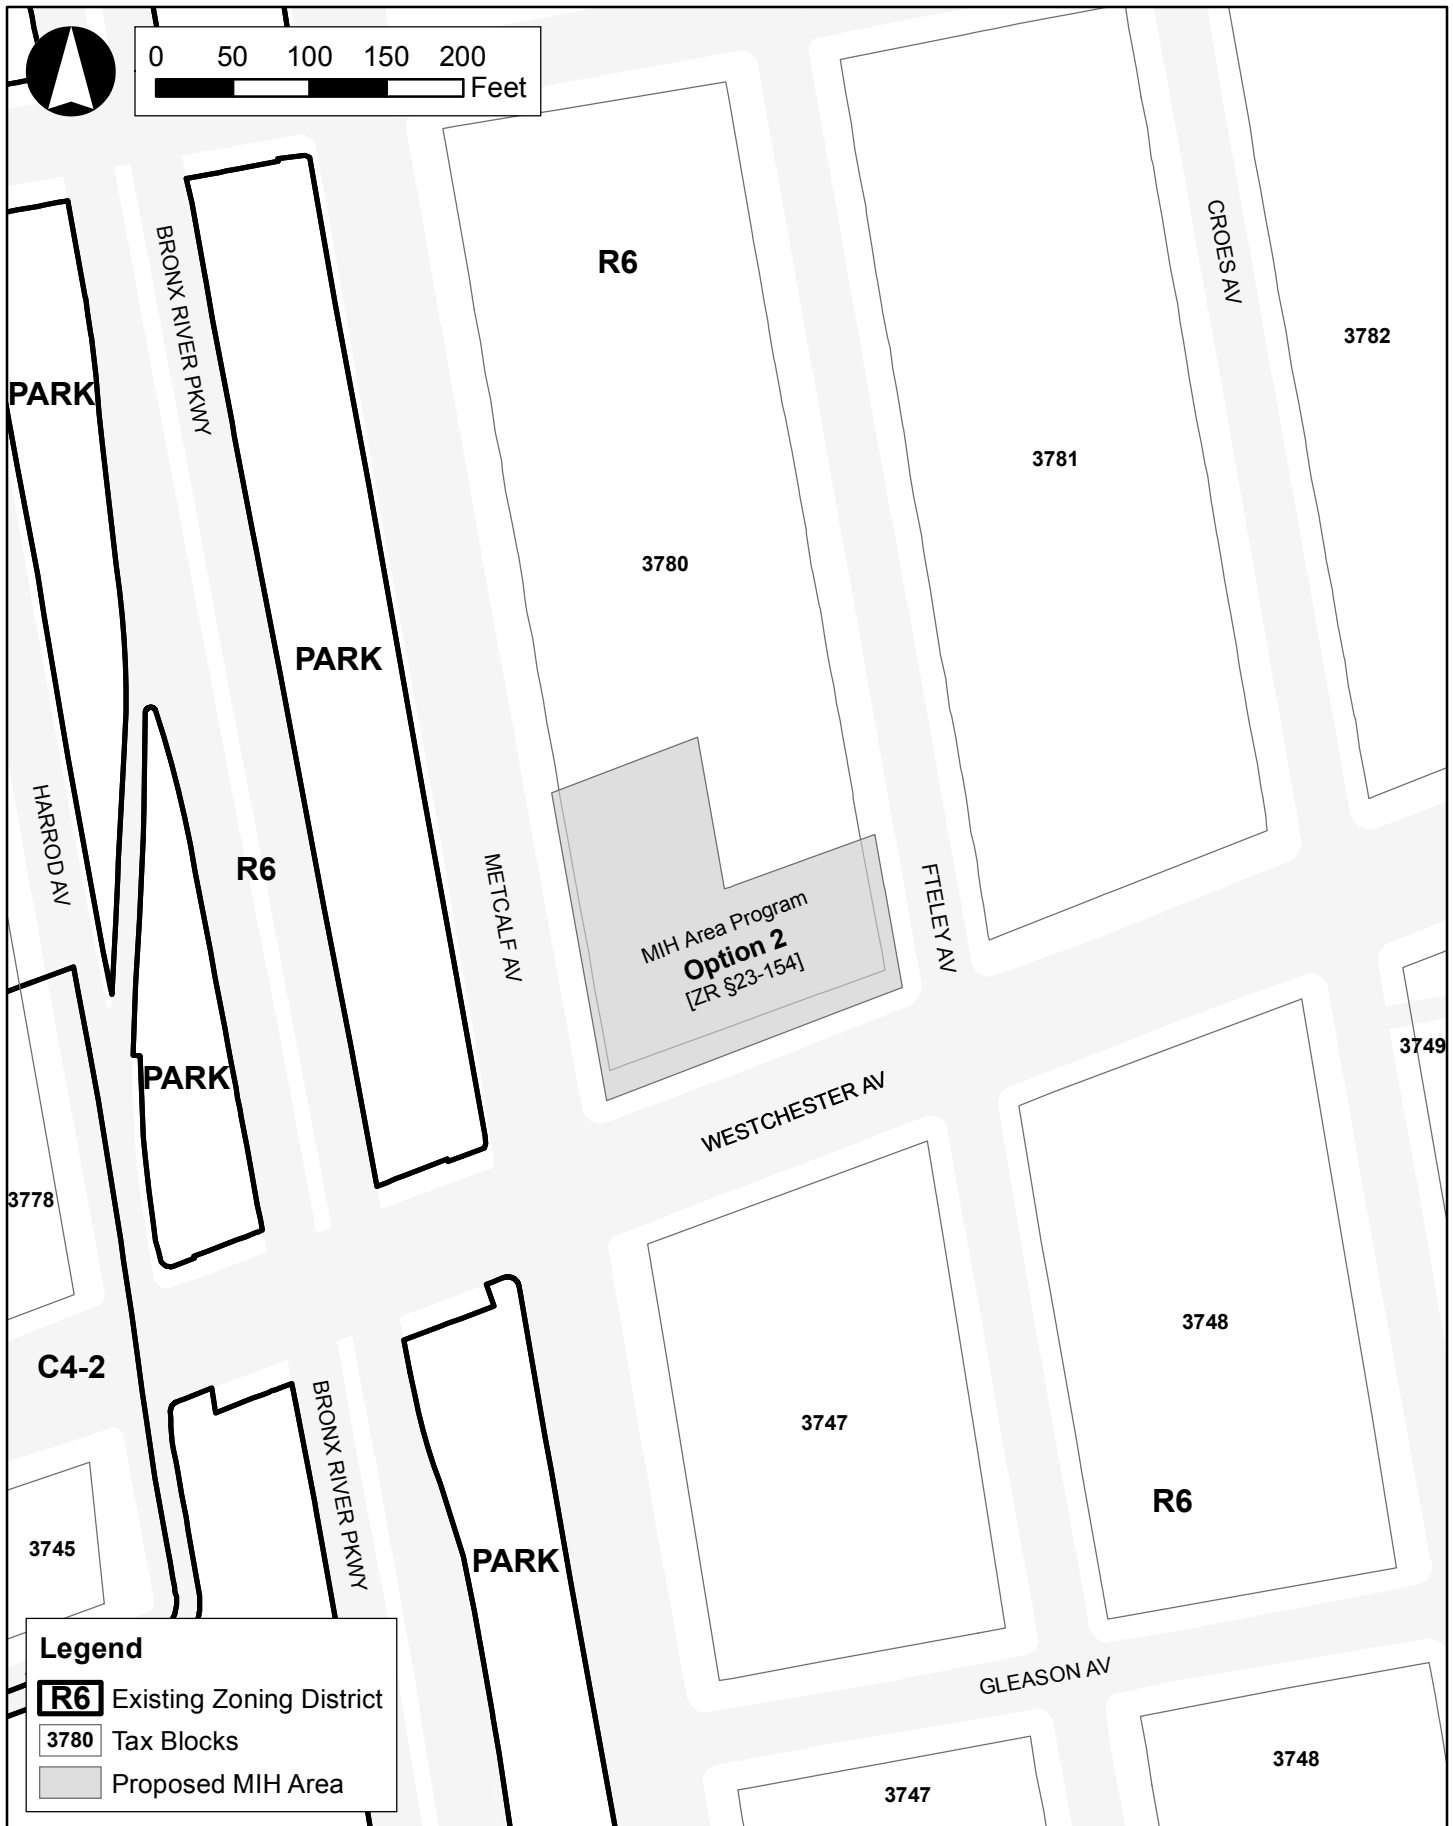 0 50 100 150 200
Feet
BRONX RIVER PKWY
CROES AV
R6
3782
PARK
3781
3780
PARK
HARROD AV
R6
METCALF AV
FTELEY AV
MIH Area Program
Option 2
[ZR §23-154]
3749
PARK
WESTCHESTER AV
3778
3748
C4-2
3747
BRONX RIVER PKWY
R6
3745
PARK
GLEASON AV
3748
3747
Legend
R6 Existing Zoning District
3780 Tax Blocks
Proposed MIH Area